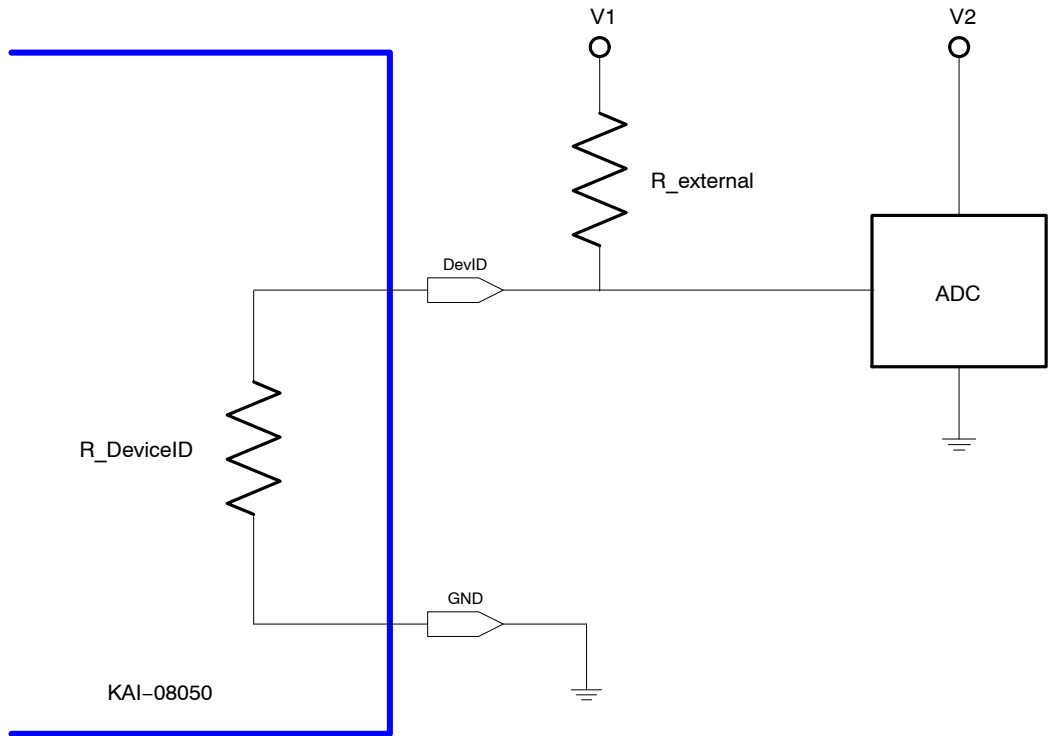 V1
V2
R_external
DevID
ADC
R_DeviceID
GND
KAI−08050